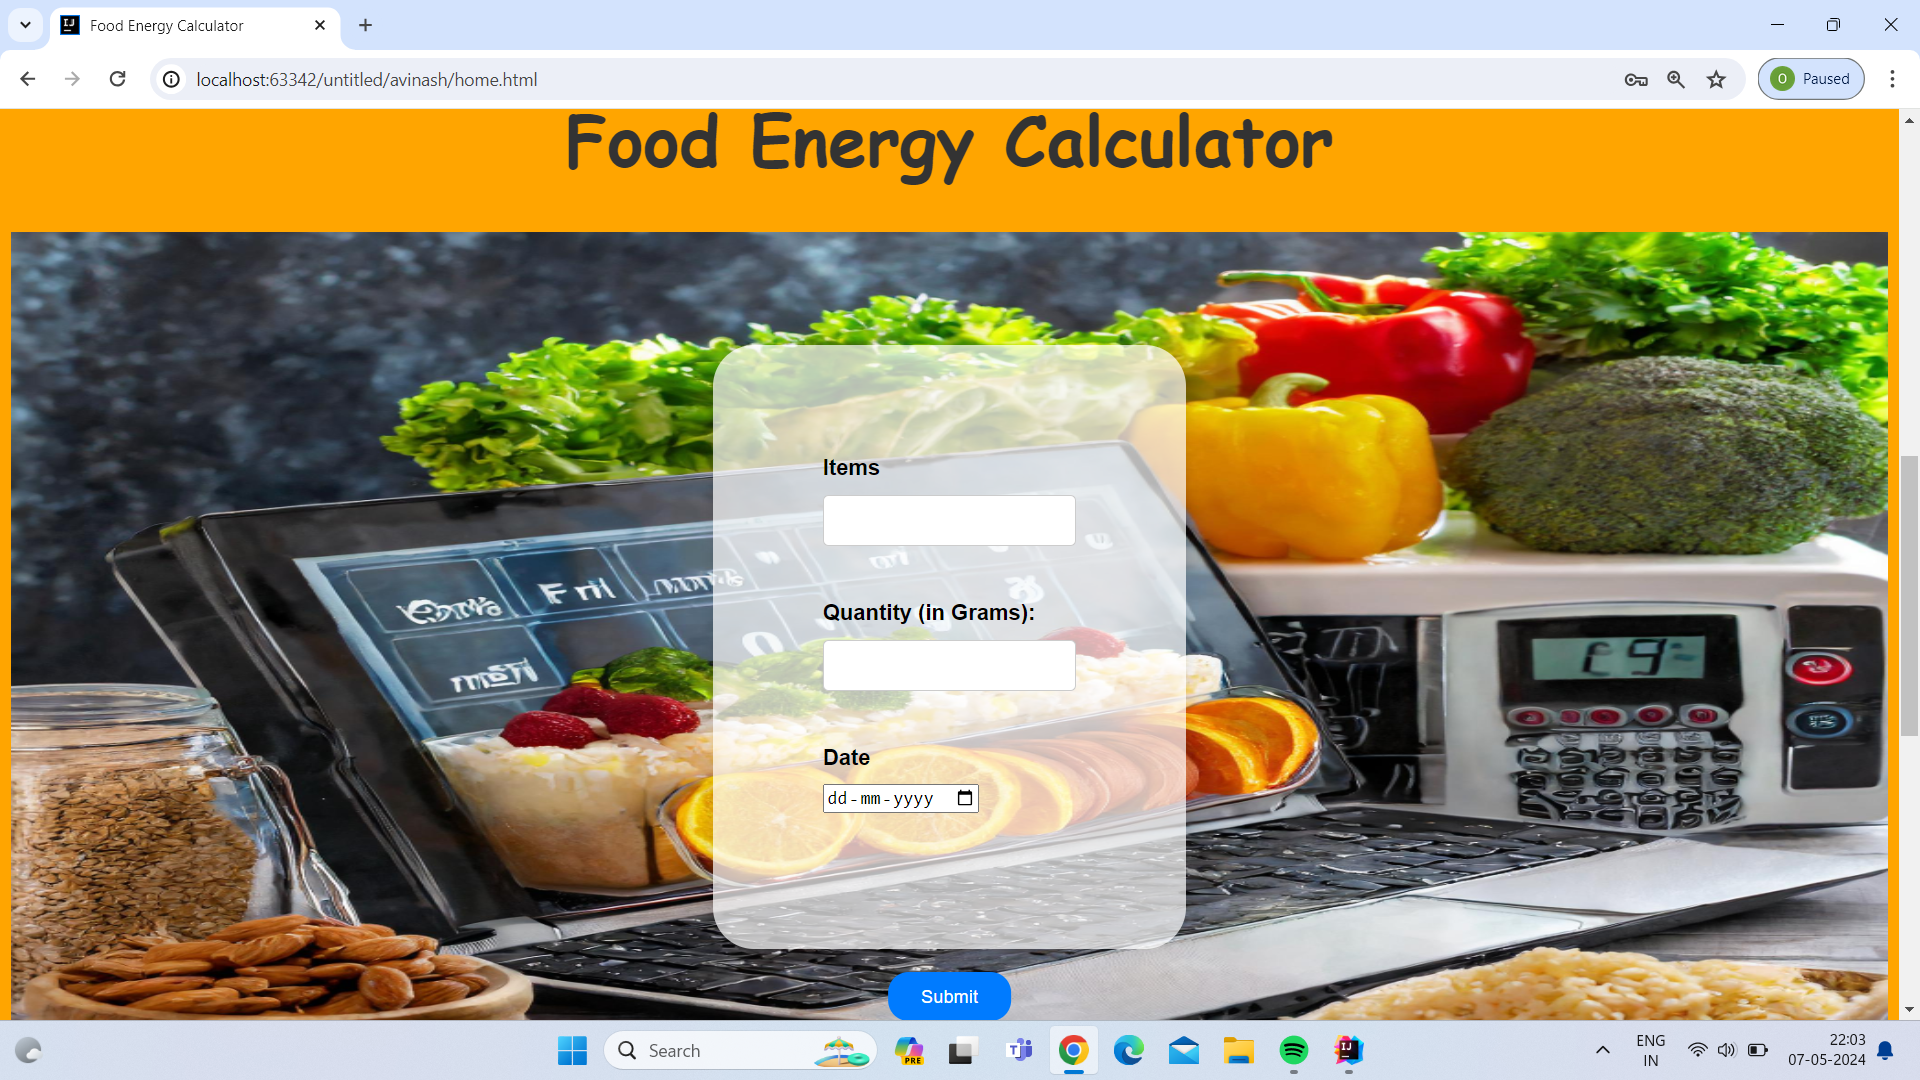 Food Energy Calculator
localhost:63342/untitled/avinash/home.html
O Paused
Food Energy Calculator
Items
Quantity (in Grams):
Date
dd-mm-yyyy
Submit
Search
PRE
ENG
IN
22:03
07-05-2024